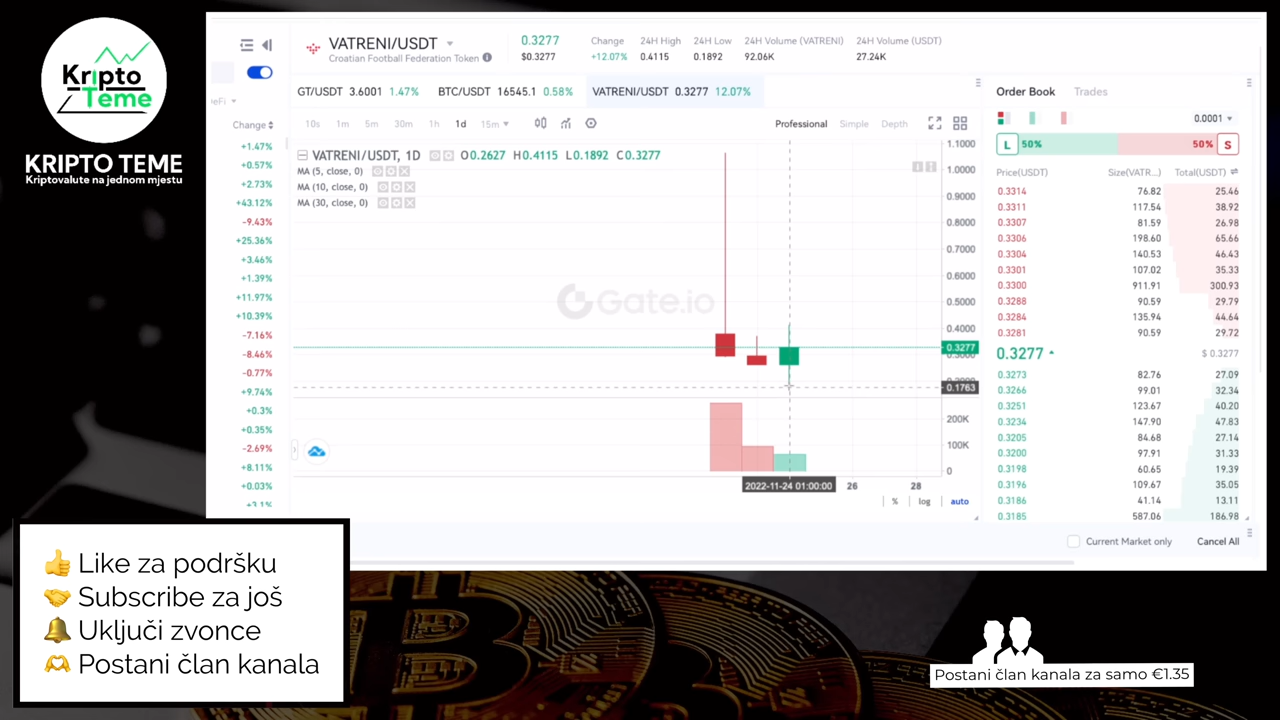 Kripto
Teme
KRIPTO TEME
Kriptovalute na jednom mjestu
VATRENI/USDT
Croatian Football Federation Token
0.3277
$0.3277
Change
+12.07%
24H High
0.4115
24H Low
0.1892
24H Volume (VATRENI)
92.06K
24H Volume (USDT)
27.24K
GT/USDT 3.6001 1.47%
BTC/USDT 16545.1 0.58%
VATRENI/USDT 0.3277 12.07%
10s 1m 5m 30m 1h 1d 15m
Professional Simple Depth
Change
+1.47%
+0.57%
+2.73%
+43.12%
-9.43%
+25.36%
+3.46%
+1.39%
+11.97%
+10.39%
-7.16%
-8.46%
-0.77%
+9.74%
+0.3%
+0.35%
-2.69%
+8.11%
+0.03%
+3.1%
VATRENI/USDT, 1D O0.2627 H0.4115 L0.1892 C0.3277
MA (5, close, 0)
MA (10, close, 0)
MA (30, close, 0)
Gate.io
1.1000
1.0000
0.9000
0.8000
0.7000
0.6000
0.5000
0.4000
0.3277
0.1763
200K
100K
0
2022-11-24 01:00:00 26 28
% log auto
Order Book Trades
0.0001
L 50% 50% S
Price(USDT) Size(VATR...) Total(USDT)
0.3314 76.82 25.46
0.3311 117.54 38.92
0.3307 81.59 26.98
0.3306 198.60 65.66
0.3304 140.53 46.43
0.3301 107.02 35.33
0.3300 911.91 300.93
0.3288 90.59 29.79
0.3284 135.94 44.64
0.3281 90.59 29.72
0.3277 $ 0.3277
0.3273 82.76 27.09
0.3266 99.01 32.34
0.3251 123.67 40.20
0.3234 147.90 47.83
0.3205 84.68 27.14
0.3200 97.91 31.33
0.3198 60.65 19.39
0.3196 109.67 35.05
0.3186 41.14 13.11
0.3185 587.06 186.98
Current Market only Cancel All
👍 Like za podršku
🤝 Subscribe za još
🔔 Uključi zvonce
🫶 Postani član kanala
Postani član kanala za samo €1.35